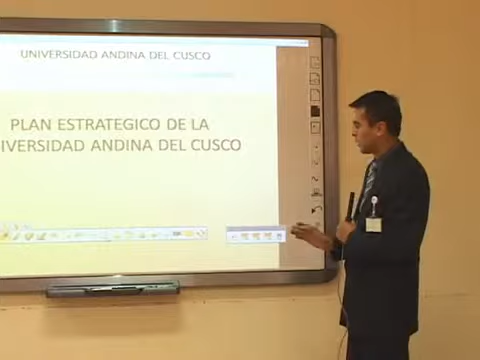 UNIVERSIDAD ANDINA DEL CUSCO
PLAN ESTRATEGICO DE LA
IVERSIDAD ANDINA DEL CUSCO